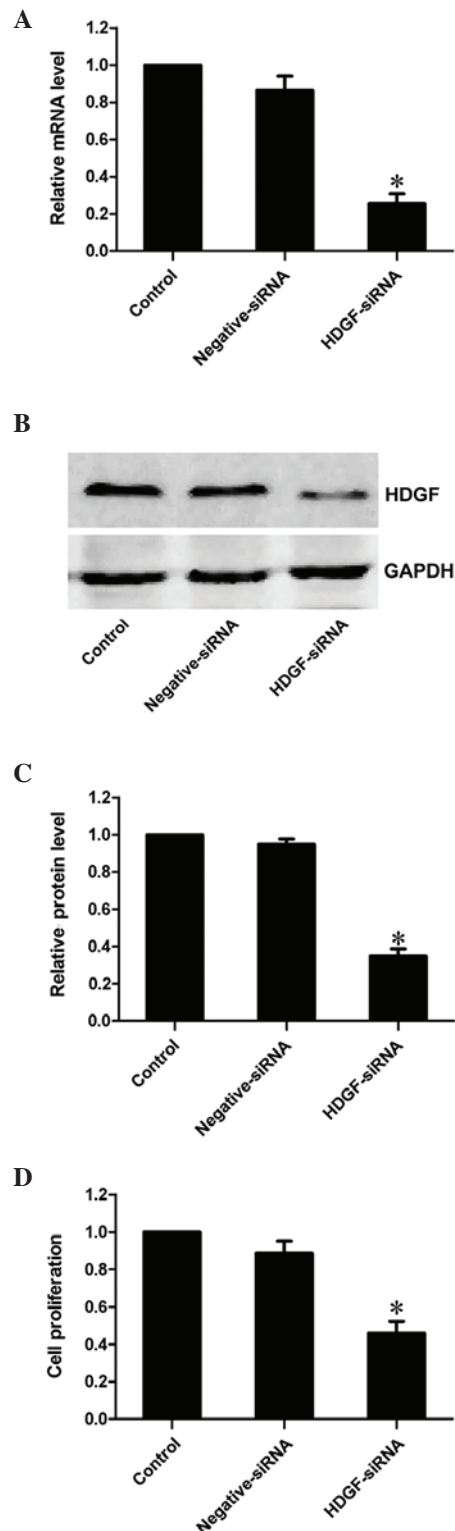 A
Relative mRNA level
1.2
1.0
0.8
0.6
0.4
0.2
0.0
*
Control
Negative-siRNA
HDGF-siRNA
B
HDGF
GAPDH
Control
Negative-siRNA
HDGF-siRNA
C
Relative protein level
1.2
1.0
0.8
0.6
0.4
0.2
0.0
*
Control
Negative-siRNA
HDGF-siRNA
D
Cell proliferation
1.2
1.0
0.8
0.6
0.4
0.2
0.0
*
Control
Negative-siRNA
HDGF-siRNA